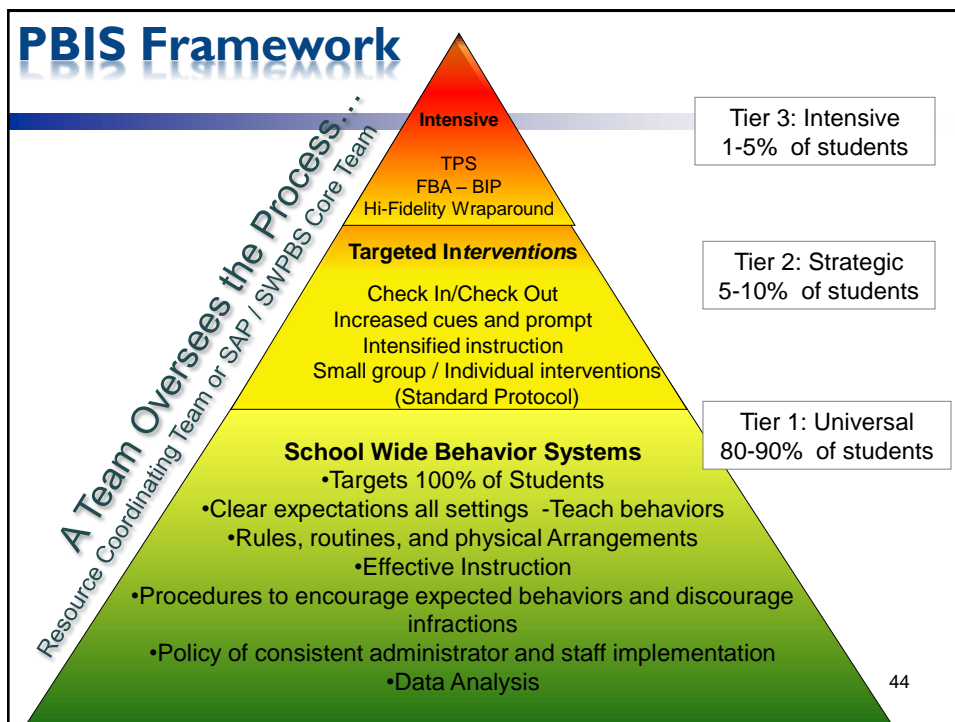 PBIS Framework
A Team Oversees the Process…
Resource Coordinating Team or SAP / SWPBS Core Team
Intensive
TPS
FBA – BIP
Hi-Fidelity Wraparound
Tier 3: Intensive
1-5% of students
Targeted Interventions
Check In/Check Out
Increased cues and prompt
Intensified instruction
Small group / Individual interventions
(Standard Protocol)
Tier 2: Strategic
5-10% of students
School Wide Behavior Systems
•Targets 100% of Students
•Clear expectations all settings -Teach behaviors
•Rules, routines, and physical Arrangements
•Effective Instruction
•Procedures to encourage expected behaviors and discourage
infractions
•Policy of consistent administrator and staff implementation
•Data Analysis
Tier 1: Universal
80-90% of students
44